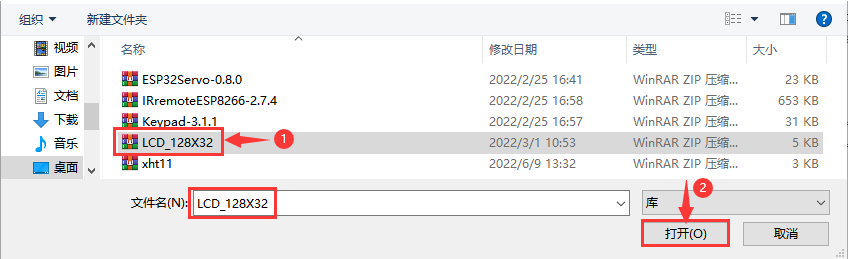 组织 新建文件夹
名称 修改日期 类型 大小
视频
图片
文档
下载
音乐
桌面
ESP32Servo-0.8.0 2022/2/25 16:41 WinRAR ZIP 压缩... 23 KB
IRremoteESP8266-2.7.4 2022/2/25 16:58 WinRAR ZIP 压缩... 653 KB
Keypad-3.1.1 2022/2/25 16:57 WinRAR ZIP 压缩... 31 KB
LCD_128X32 1 2022/3/1 10:53 WinRAR ZIP 压缩... 5 KB
xht11 2022/6/9 13:32 WinRAR ZIP 压缩... 3 KB
2
文件名(N): LCD_128X32 库
打开(O) 取消